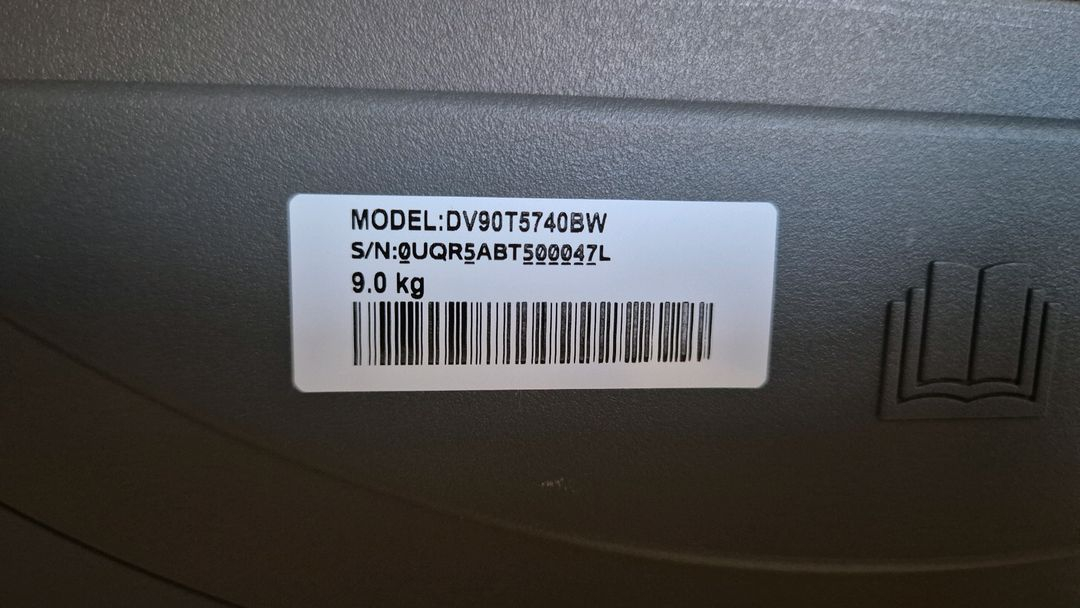 MODEL:DV90T5740BW
S/N:0UQR5ABT500047L
9.0 kg